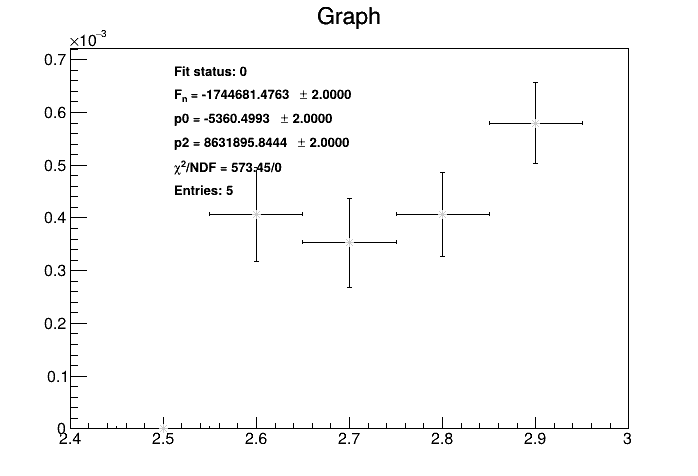 Graph
×10⁻³
Fit status: 0
Fₙ = -1744681.4763 ± 2.0000
p0 = -5360.4993 ± 2.0000
p2 = 8631895.8444 ± 2.0000
χ²/NDF = 573.45/0
Entries: 5
0.7
0.6
0.5
0.4
0.3
0.2
0.1
0
2.4 2.5 2.6 2.7 2.8 2.9 3